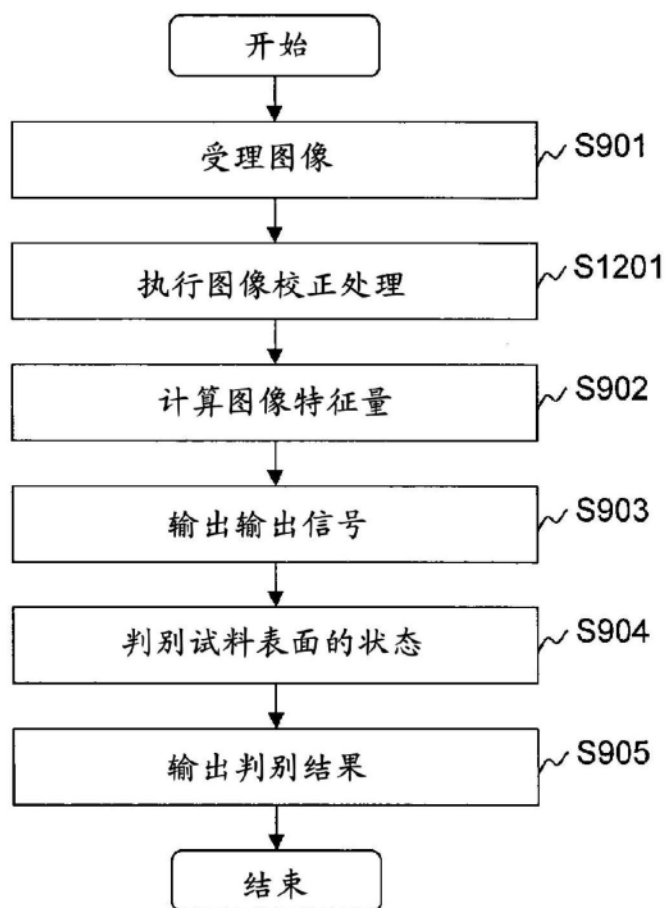 开始
受理图像
S901
执行图像校正处理
S1201
计算图像特征量
S902
输出输出信号
S903
判别试料表面的状态
S904
输出判别结果
S905
结束